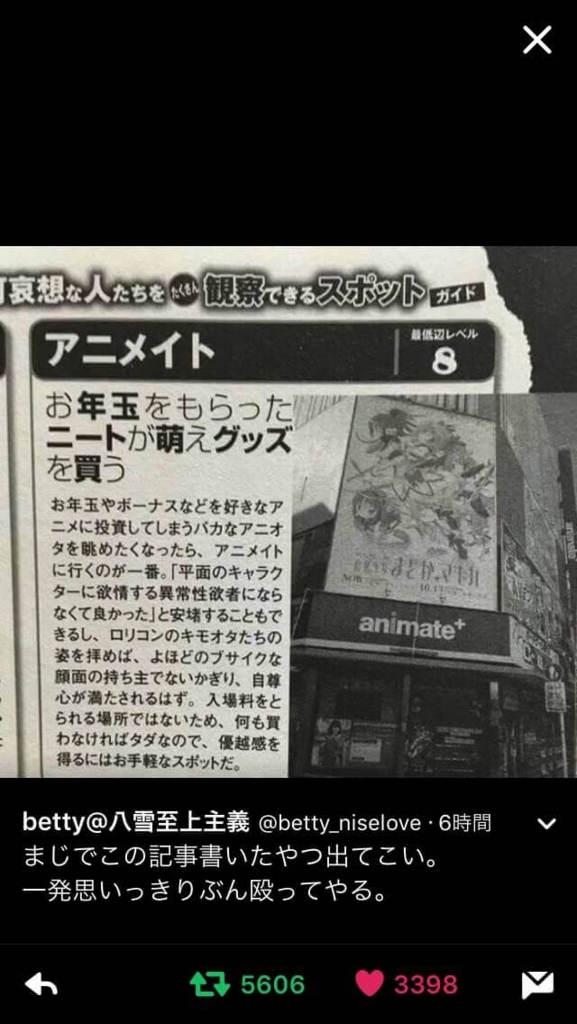 可哀想な人たちをたくさん観察できるスポットガイド
アニメイト
最低辺レベル
8
お年玉をもらった
ニートが萌えグッズ
を買う
お年玉やボーナスなどを好きなア
ニメに投資してしまうバカなアニオ
タを眺めたくなったら、アニメイト
に行くのが一番。「平面のキャラク
ターに欲情する異常性欲者になら
なくて良かった」と安堵することもで
きるし、ロリコンのキモオタたちの
姿を拝めば、よほどのブサイクな
顔面の持ち主でないかぎり、自尊
心が満たされるはず。入場料をと
られる場所ではないため、何も買
わなければタダなので、優越感を
得るにはお手軽なスポットだ。
まどか☆マギカ
animate+
betty@八雪至上主義 @betty_niselove・6時間
まじでこの記事書いたやつ出てこい。
一発思いっきりぶん殴ってやる。
5606
3398